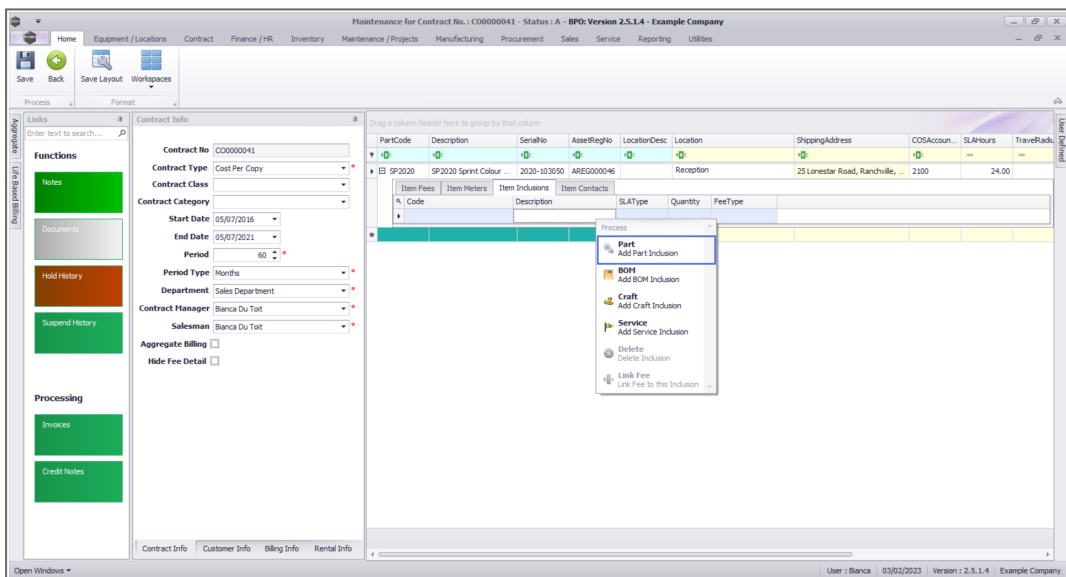 Maintenance for Contract No. : CO0000041 - Status : A - BPO: Version 2.5.1.4 - Example Company
Home Equipment / Locations Contract Finance / HR Inventory Maintenance / Projects Manufacturing Procurement Sales Service Reporting Utilities
Save Back Save Layout Workspaces
Process Format
Aggregate
Life Based Billing
Links
Enter text to search...
Functions
Notes
Documents
Hold History
Suspend History
Processing
Invoices
Credit Notes
Contract Info
Contract No CO0000041
Contract Type Cost Per Copy *
Contract Class
Contract Category
Start Date 05/07/2016
End Date 05/07/2021
Period 60 *
Period Type Months *
Department Sales Department *
Contract Manager Bianca Du Toit *
Salesman Bianca Du Toit *
Aggregate Billing
Hide Fee Detail
Contract Info Customer Info Billing Info Rental Info
Drag a column header here to group by that column
PartCode Description SerialNo AssetRegNo LocationDesc Location ShippingAddress COSAccoun... SLAHours TravelRadiu
SP2020 SP2020 Sprint Colour ... 2020-103050 AREG000046 Reception 25 Lonestar Road, Ranchville, ... 2100 24.00
Item Fees Item Meters Item Inclusions Item Contacts
Code Description SLAType Quantity FeeType
Process
Part
Add Part Inclusion
BOM
Add BOM Inclusion
Craft
Add Craft Inclusion
Service
Add Service Inclusion
Delete
Delete Inclusion
Link Fee
Link Fee to this Inclusion
User Defined
Open Windows
User : Bianca 03/02/2023 Version : 2.5.1.4 Example Company